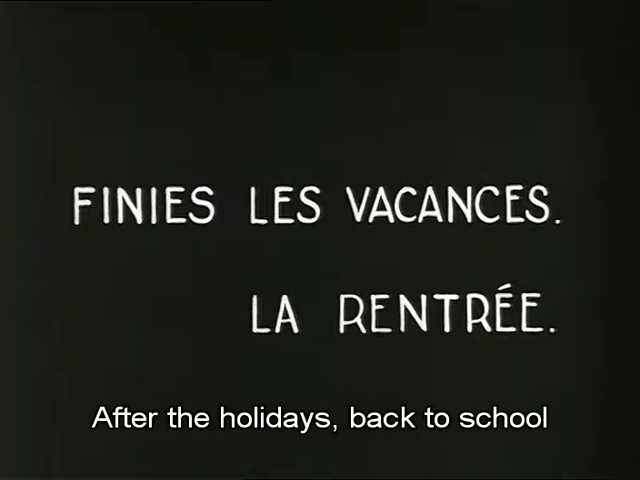 FINIES LES VACANCES.
LA RENTRÉE.
After the holidays, back to school